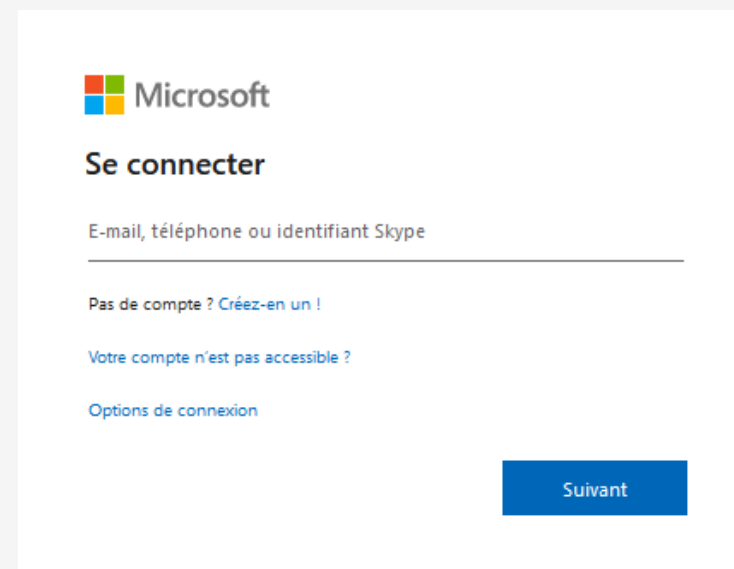 Microsoft
Se connecter
E-mail, téléphone ou identifiant Skype
Pas de compte ? Créez-en un !
Votre compte n’est pas accessible ?
Options de connexion
Suivant